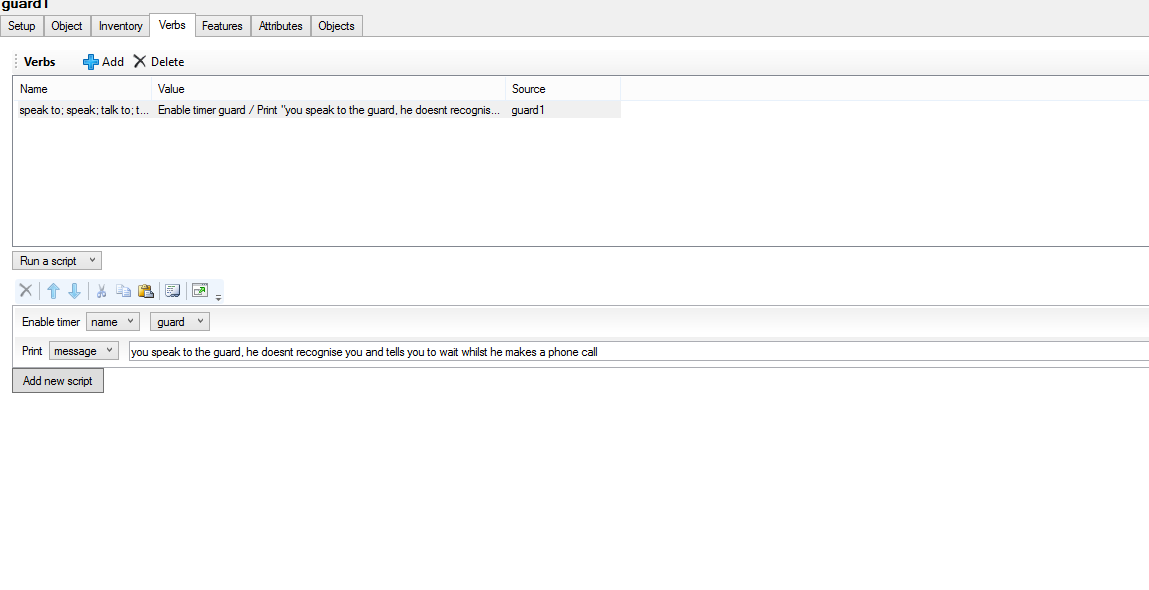 guard1
Setup Object Inventory Verbs Features Attributes Objects
Verbs Add Delete
Name Value Source
speak to; speak; talk to; t... Enable timer guard / Print "you speak to the guard, he doesnt recognis... guard1
Run a script
Enable timer name guard
Print message you speak to the guard, he doesnt recognise you and tells you to wait whilst he makes a phone call
Add new script